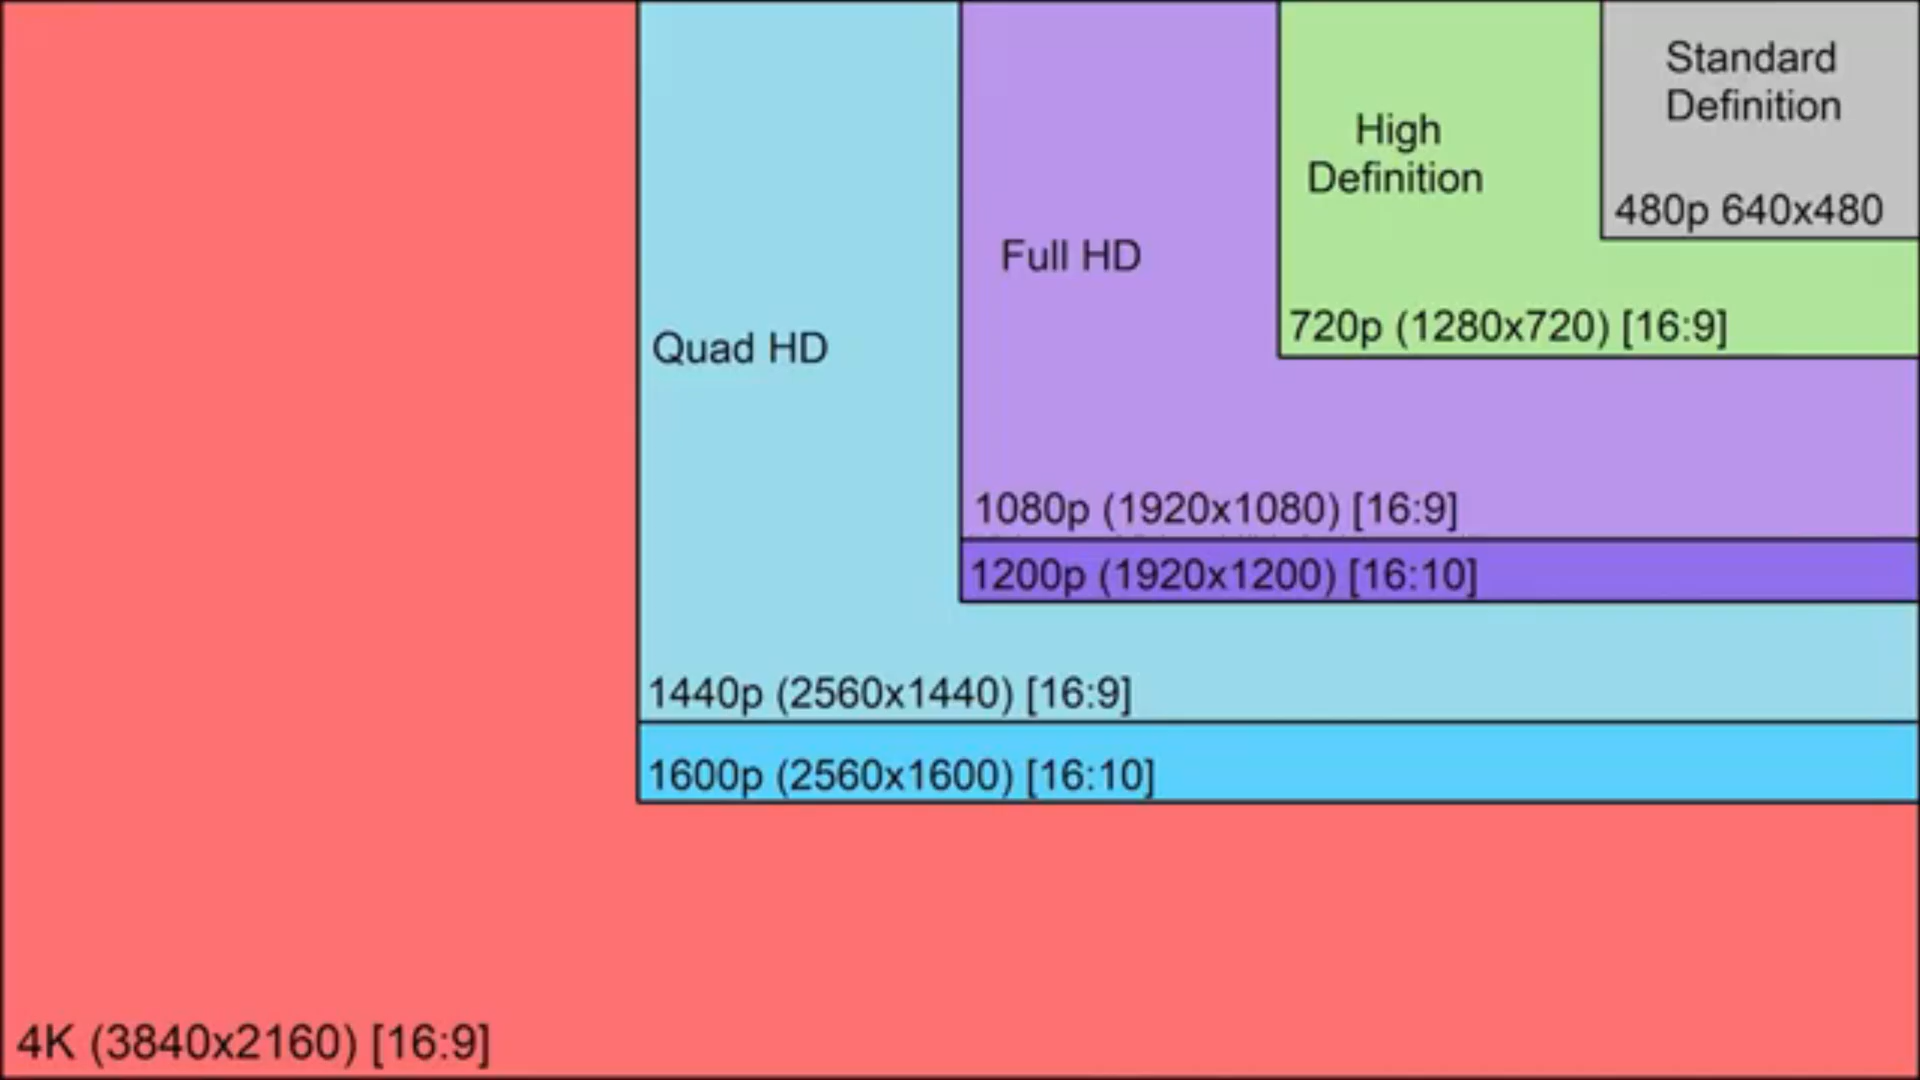 Standard
Definition
480p 640x480
High
Definition
720p (1280x720) [16:9]
Full HD
1080p (1920x1080) [16:9]
1200p (1920x1200) [16:10]
Quad HD
1440p (2560x1440) [16:9]
1600p (2560x1600) [16:10]
4K (3840x2160) [16:9]